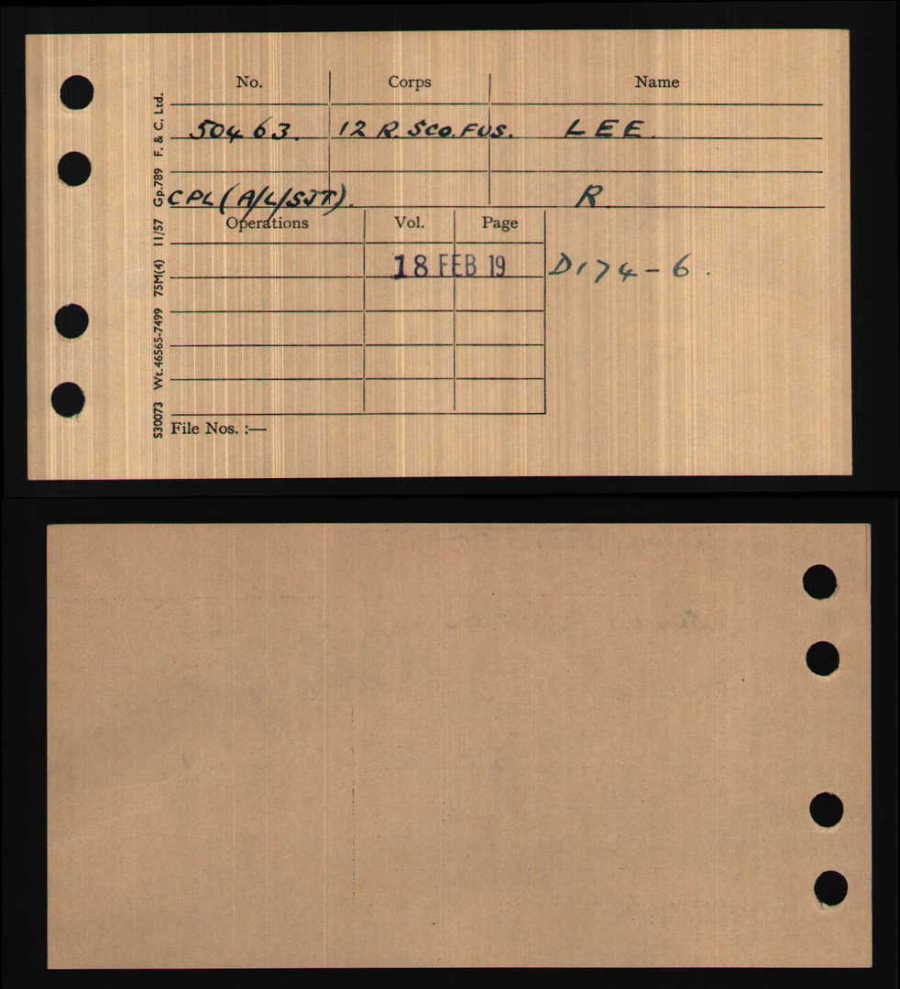 No. Corps Name
50463. 12 R. SCO. FUS. LEE.
CPL (A/L/SJT). R.
Operations Vol. Page
18 FEB 19 D174-6.
File Nos. :—
S30073 Wt.46565-7499 75M(4) 11/57 Gp.789 F. & C. Ltd.